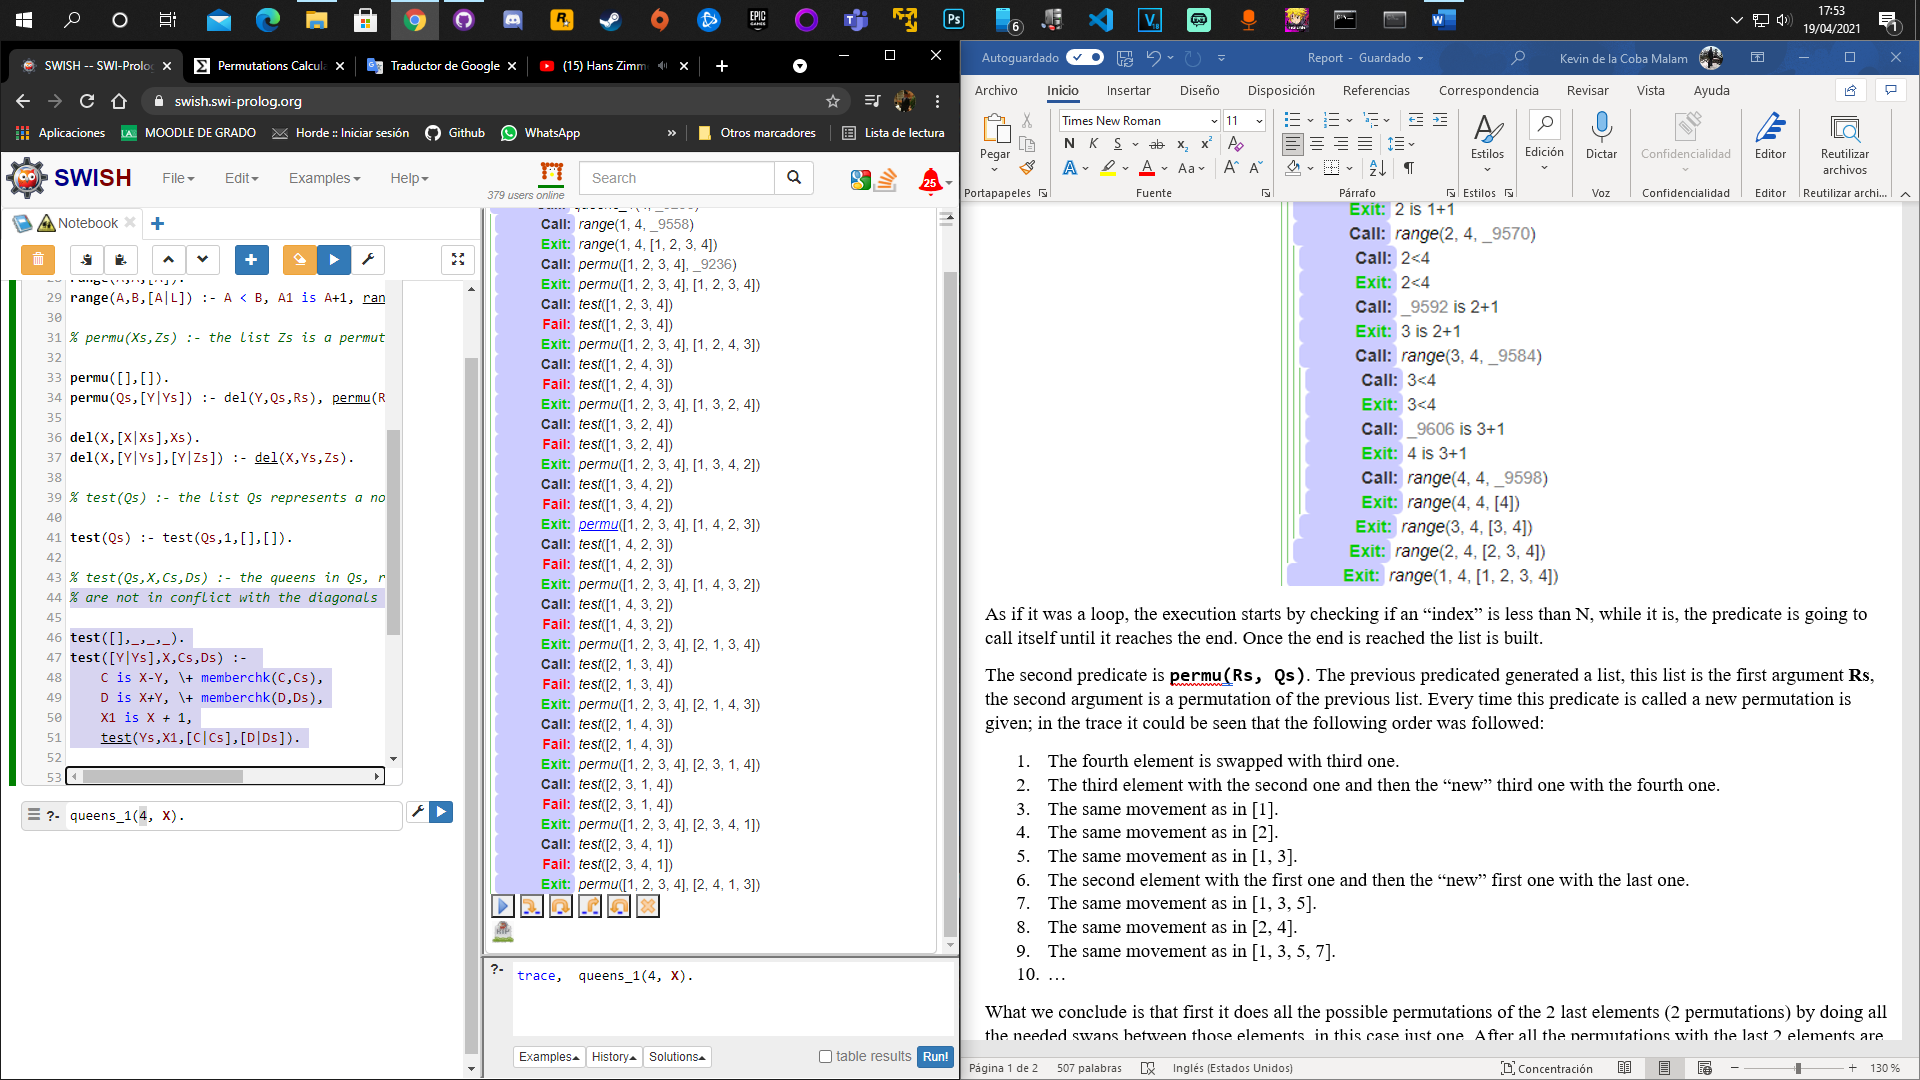 17:53
19/04/2021
SWISH -- SWI-Prolo
Permutations Calcula
Traductor de Google
(15) Hans Zimm
swish.swi-prolog.org
Aplicaciones
MOODLE DE GRADO
Horde :: Iniciar sesión
Github
WhatsApp
»
Otros marcadores
Lista de lectura
SWISH
File
Edit
Examples
Help
379 users online
Search
25
Notebook
29 range(A,B,[A|L]) :- A < B, A1 is A+1, ran
30
31 % permu(Xs,Zs) :- the list Zs is a permut
32
33 permu([],[]).
34 permu(Qs,[Y|Ys]) :- del(Y,Qs,Rs), permu(R
35
36 del(X,[X|Xs],Xs).
37 del(X,[Y|Ys],[Y|Zs]) :- del(X,Ys,Zs).
38
39 % test(Qs) :- the list Qs represents a no
40
41 test(Qs) :- test(Qs,1,[],[]).
42
43 % test(Qs,X,Cs,Ds) :- the queens in Qs, r
44 % are not in conflict with the diagonals
45
46 test([],_,_,_).
47 test([Y|Ys],X,Cs,Ds) :-
48 C is X-Y, \+ memberchk(C,Cs),
49 D is X+Y, \+ memberchk(D,Ds),
50 X1 is X + 1,
51 test(Ys,X1,[C|Cs],[D|Ds]).
52
53
?- queens_1(4, X).
Call: range(1, 4, _9558)
Exit: range(1, 4, [1, 2, 3, 4])
Call: permu([1, 2, 3, 4], _9236)
Exit: permu([1, 2, 3, 4], [1, 2, 3, 4])
Call: test([1, 2, 3, 4])
Fail: test([1, 2, 3, 4])
Exit: permu([1, 2, 3, 4], [1, 2, 4, 3])
Call: test([1, 2, 4, 3])
Fail: test([1, 2, 4, 3])
Exit: permu([1, 2, 3, 4], [1, 3, 2, 4])
Call: test([1, 3, 2, 4])
Fail: test([1, 3, 2, 4])
Exit: permu([1, 2, 3, 4], [1, 3, 4, 2])
Call: test([1, 3, 4, 2])
Fail: test([1, 3, 4, 2])
Exit: permu([1, 2, 3, 4], [1, 4, 2, 3])
Call: test([1, 4, 2, 3])
Fail: test([1, 4, 2, 3])
Exit: permu([1, 2, 3, 4], [1, 4, 3, 2])
Call: test([1, 4, 3, 2])
Fail: test([1, 4, 3, 2])
Exit: permu([1, 2, 3, 4], [2, 1, 3, 4])
Call: test([2, 1, 3, 4])
Fail: test([2, 1, 3, 4])
Exit: permu([1, 2, 3, 4], [2, 1, 4, 3])
Call: test([2, 1, 4, 3])
Fail: test([2, 1, 4, 3])
Exit: permu([1, 2, 3, 4], [2, 3, 1, 4])
Call: test([2, 3, 1, 4])
Fail: test([2, 3, 1, 4])
Exit: permu([1, 2, 3, 4], [2, 3, 4, 1])
Call: test([2, 3, 4, 1])
Fail: test([2, 3, 4, 1])
Exit: permu([1, 2, 3, 4], [2, 4, 1, 3])
?- trace, queens_1(4, X).
Examples
History
Solutions
table results
Run!
Autoguardado
Report - Guardado
Kevin de la Coba Malam
Archivo
Inicio
Insertar
Diseño
Disposición
Referencias
Correspondencia
Revisar
Vista
Ayuda
Times New Roman
11
Pegar
N K S ab x₂ x²
Estilos
Edición
Dictar
Confidencialidad
Editor
Reutilizar
archivos
Portapapeles
Fuente
Párrafo
Estilos
Voz
Confidencialidad
Editor
Reutilizar archi...
Exit: 2 is 1+1
Call: range(2, 4, _9570)
Call: 2<4
Exit: 2<4
Call: _9592 is 2+1
Exit: 3 is 2+1
Call: range(3, 4, _9584)
Call: 3<4
Exit: 3<4
Call: _9606 is 3+1
Exit: 4 is 3+1
Call: range(4, 4, _9598)
Exit: range(4, 4, [4])
Exit: range(3, 4, [3, 4])
Exit: range(2, 4, [2, 3, 4])
Exit: range(1, 4, [1, 2, 3, 4])
As if it was a loop, the execution starts by checking if an “index” is less than N, while it is, the predicate is going to
call itself until it reaches the end. Once the end is reached the list is built.
The second predicate is permu(Rs, Qs). The previous predicated generated a list, this list is the first argument Rs,
the second argument is a permutation of the previous list. Every time this predicate is called a new permutation is
given; in the trace it could be seen that the following order was followed:
1. The fourth element is swapped with third one.
2. The third element with the second one and then the “new” third one with the fourth one.
3. The same movement as in [1].
4. The same movement as in [2].
5. The same movement as in [1, 3].
6. The second element with the first one and then the “new” first one with the last one.
7. The same movement as in [1, 3, 5].
8. The same movement as in [2, 4].
9. The same movement as in [1, 3, 5, 7].
10. …
What we conclude is that first it does all the possible permutations of the 2 last elements (2 permutations) by doing all
the needed swaps between those elements, in this case just one. After all the permutations with the last 2 elements are
Página 1 de 2
507 palabras
Inglés (Estados Unidos)
Concentración
130 %